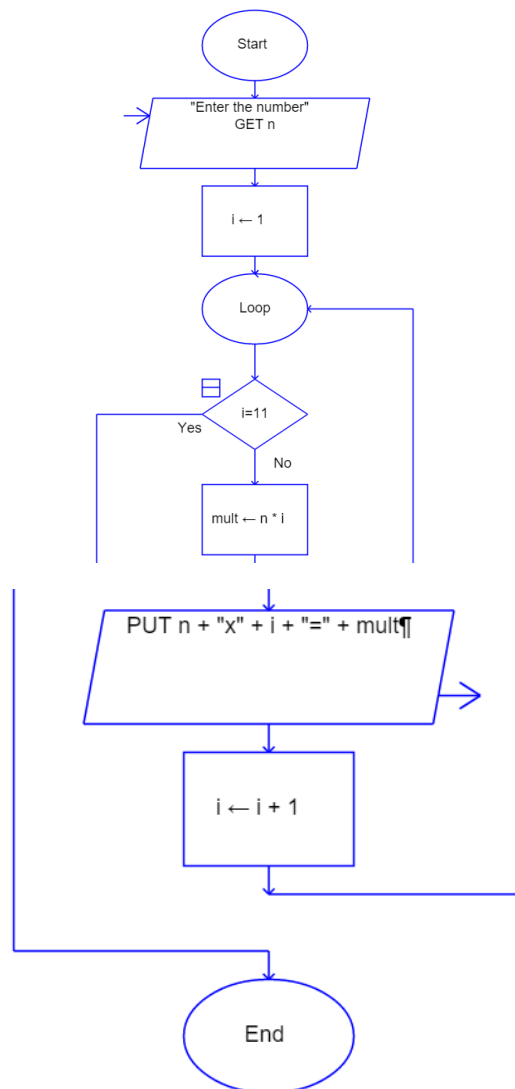 Start
"Enter the number"
GET n
i ← 1
Loop
i=11
Yes
No
mult ← n * i
PUT n + "x" + i + "=" + mult¶
i ← i + 1
End